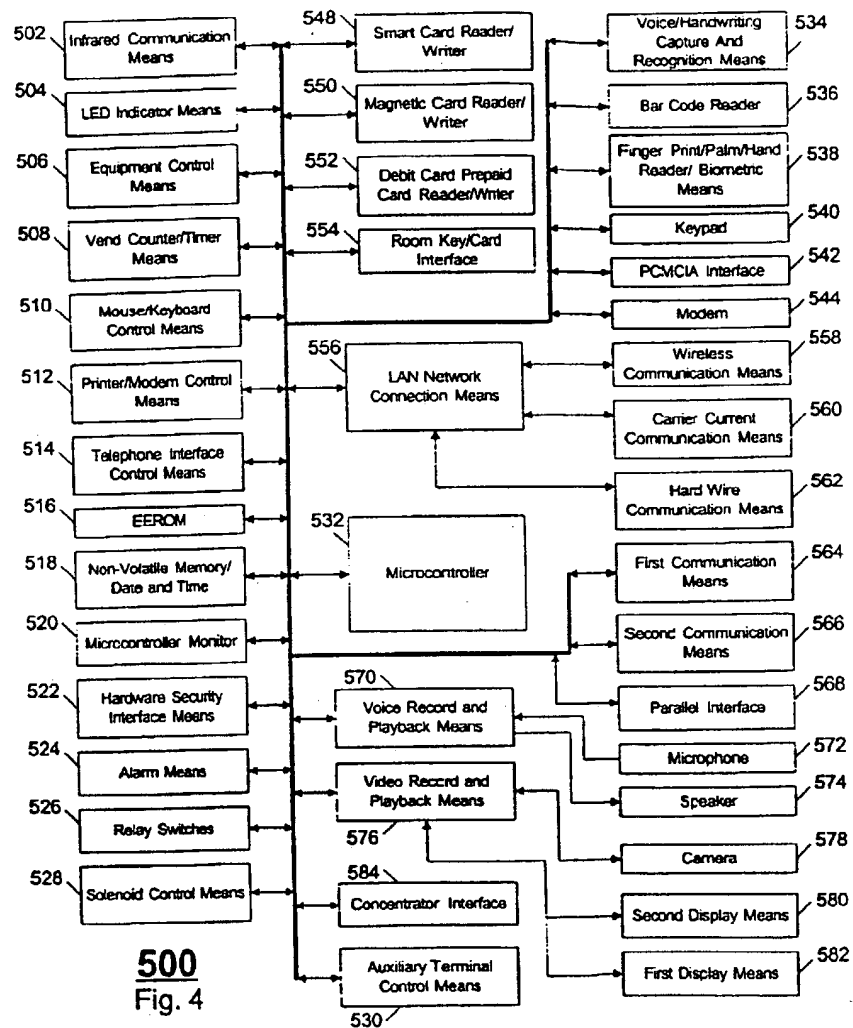 502
Infrared Communication
Means
504
LED Indicator Means
506
Equipment Control
Means
508
Vend Counter/Timer
Means
510
Mouse/Keyboard
Control Means
512
Printer/Modem Control
Means
514
Telephone Interface
Control Means
516
EEROM
518
Non-Volatile Memory/
Date and Time
520
Microcontroller Monitor
522
Hardware Security
Interface Means
524
Alarm Means
526
Relay Switches
528
Solenoid Control Means
548
Smart Card Reader/
Writer
550
Magnetic Card Reader/
Writer
552
Debit Card Prepaid
Card Reader/Writer
554
Room Key/Card
Interface
556
LAN Network
Connection Means
532
Microcontroller
570
Voice Record and
Playback Means
Video Record and
Playback Means
576
584
Concentrator Interface
Auxiliary Terminal
Control Means
530
Voice/Handwriting
Capture And
Recognition Means
534
Bar Code Reader
536
Finger Print/Palm/Hand
Reader/ Biometric
Means
538
Keypad
540
PCMCIA Interface
542
Modem
544
Wireless
Communication Means
558
Carrier Current
Communication Means
560
Hard Wire
Communication Means
562
First Communication
Means
564
Second Communication
Means
566
Parallel Interface
568
Microphone
572
Speaker
574
Camera
578
Second Display Means
580
First Display Means
582
500
Fig. 4